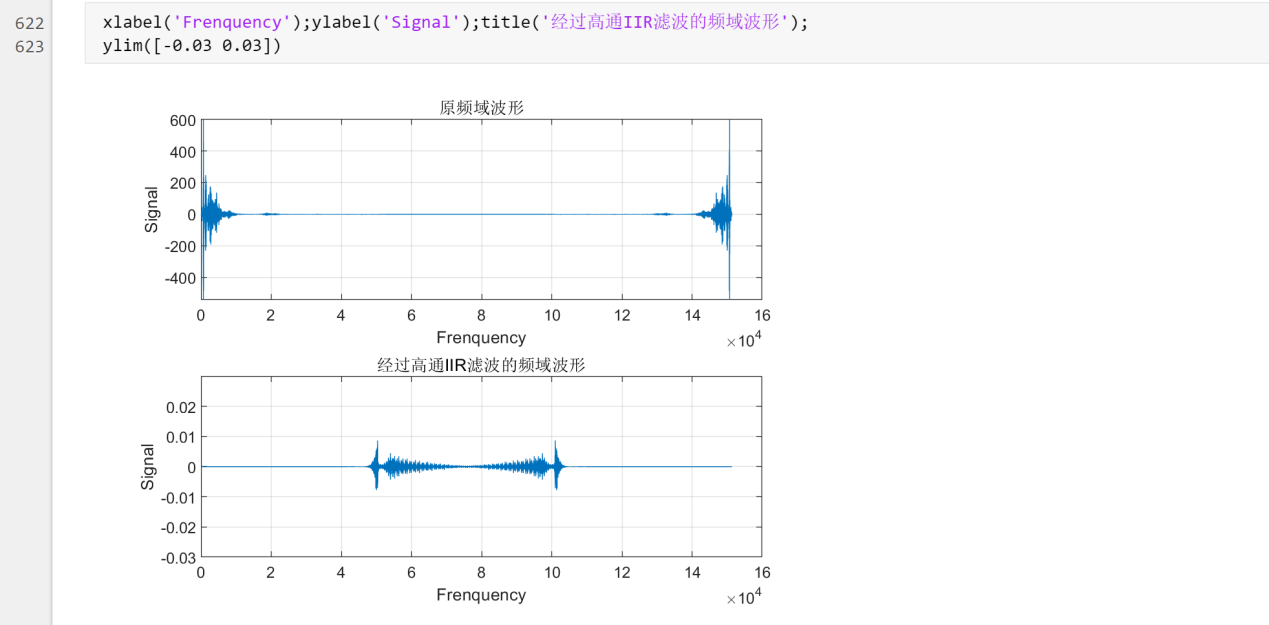 622 xlabel('Frenquency');ylabel('Signal');title('经过高通IIR滤波的频域波形');
623 ylim([-0.03 0.03])
原频域波形
600
400
200
0
-200
-400
Signal
0 2 4 6 8 10 12 14 16
Frenquency
×10^4
经过高通IIR滤波的频域波形
0.02
0.01
0
-0.01
-0.02
-0.03
Signal
0 2 4 6 8 10 12 14 16
Frenquency
×10^4